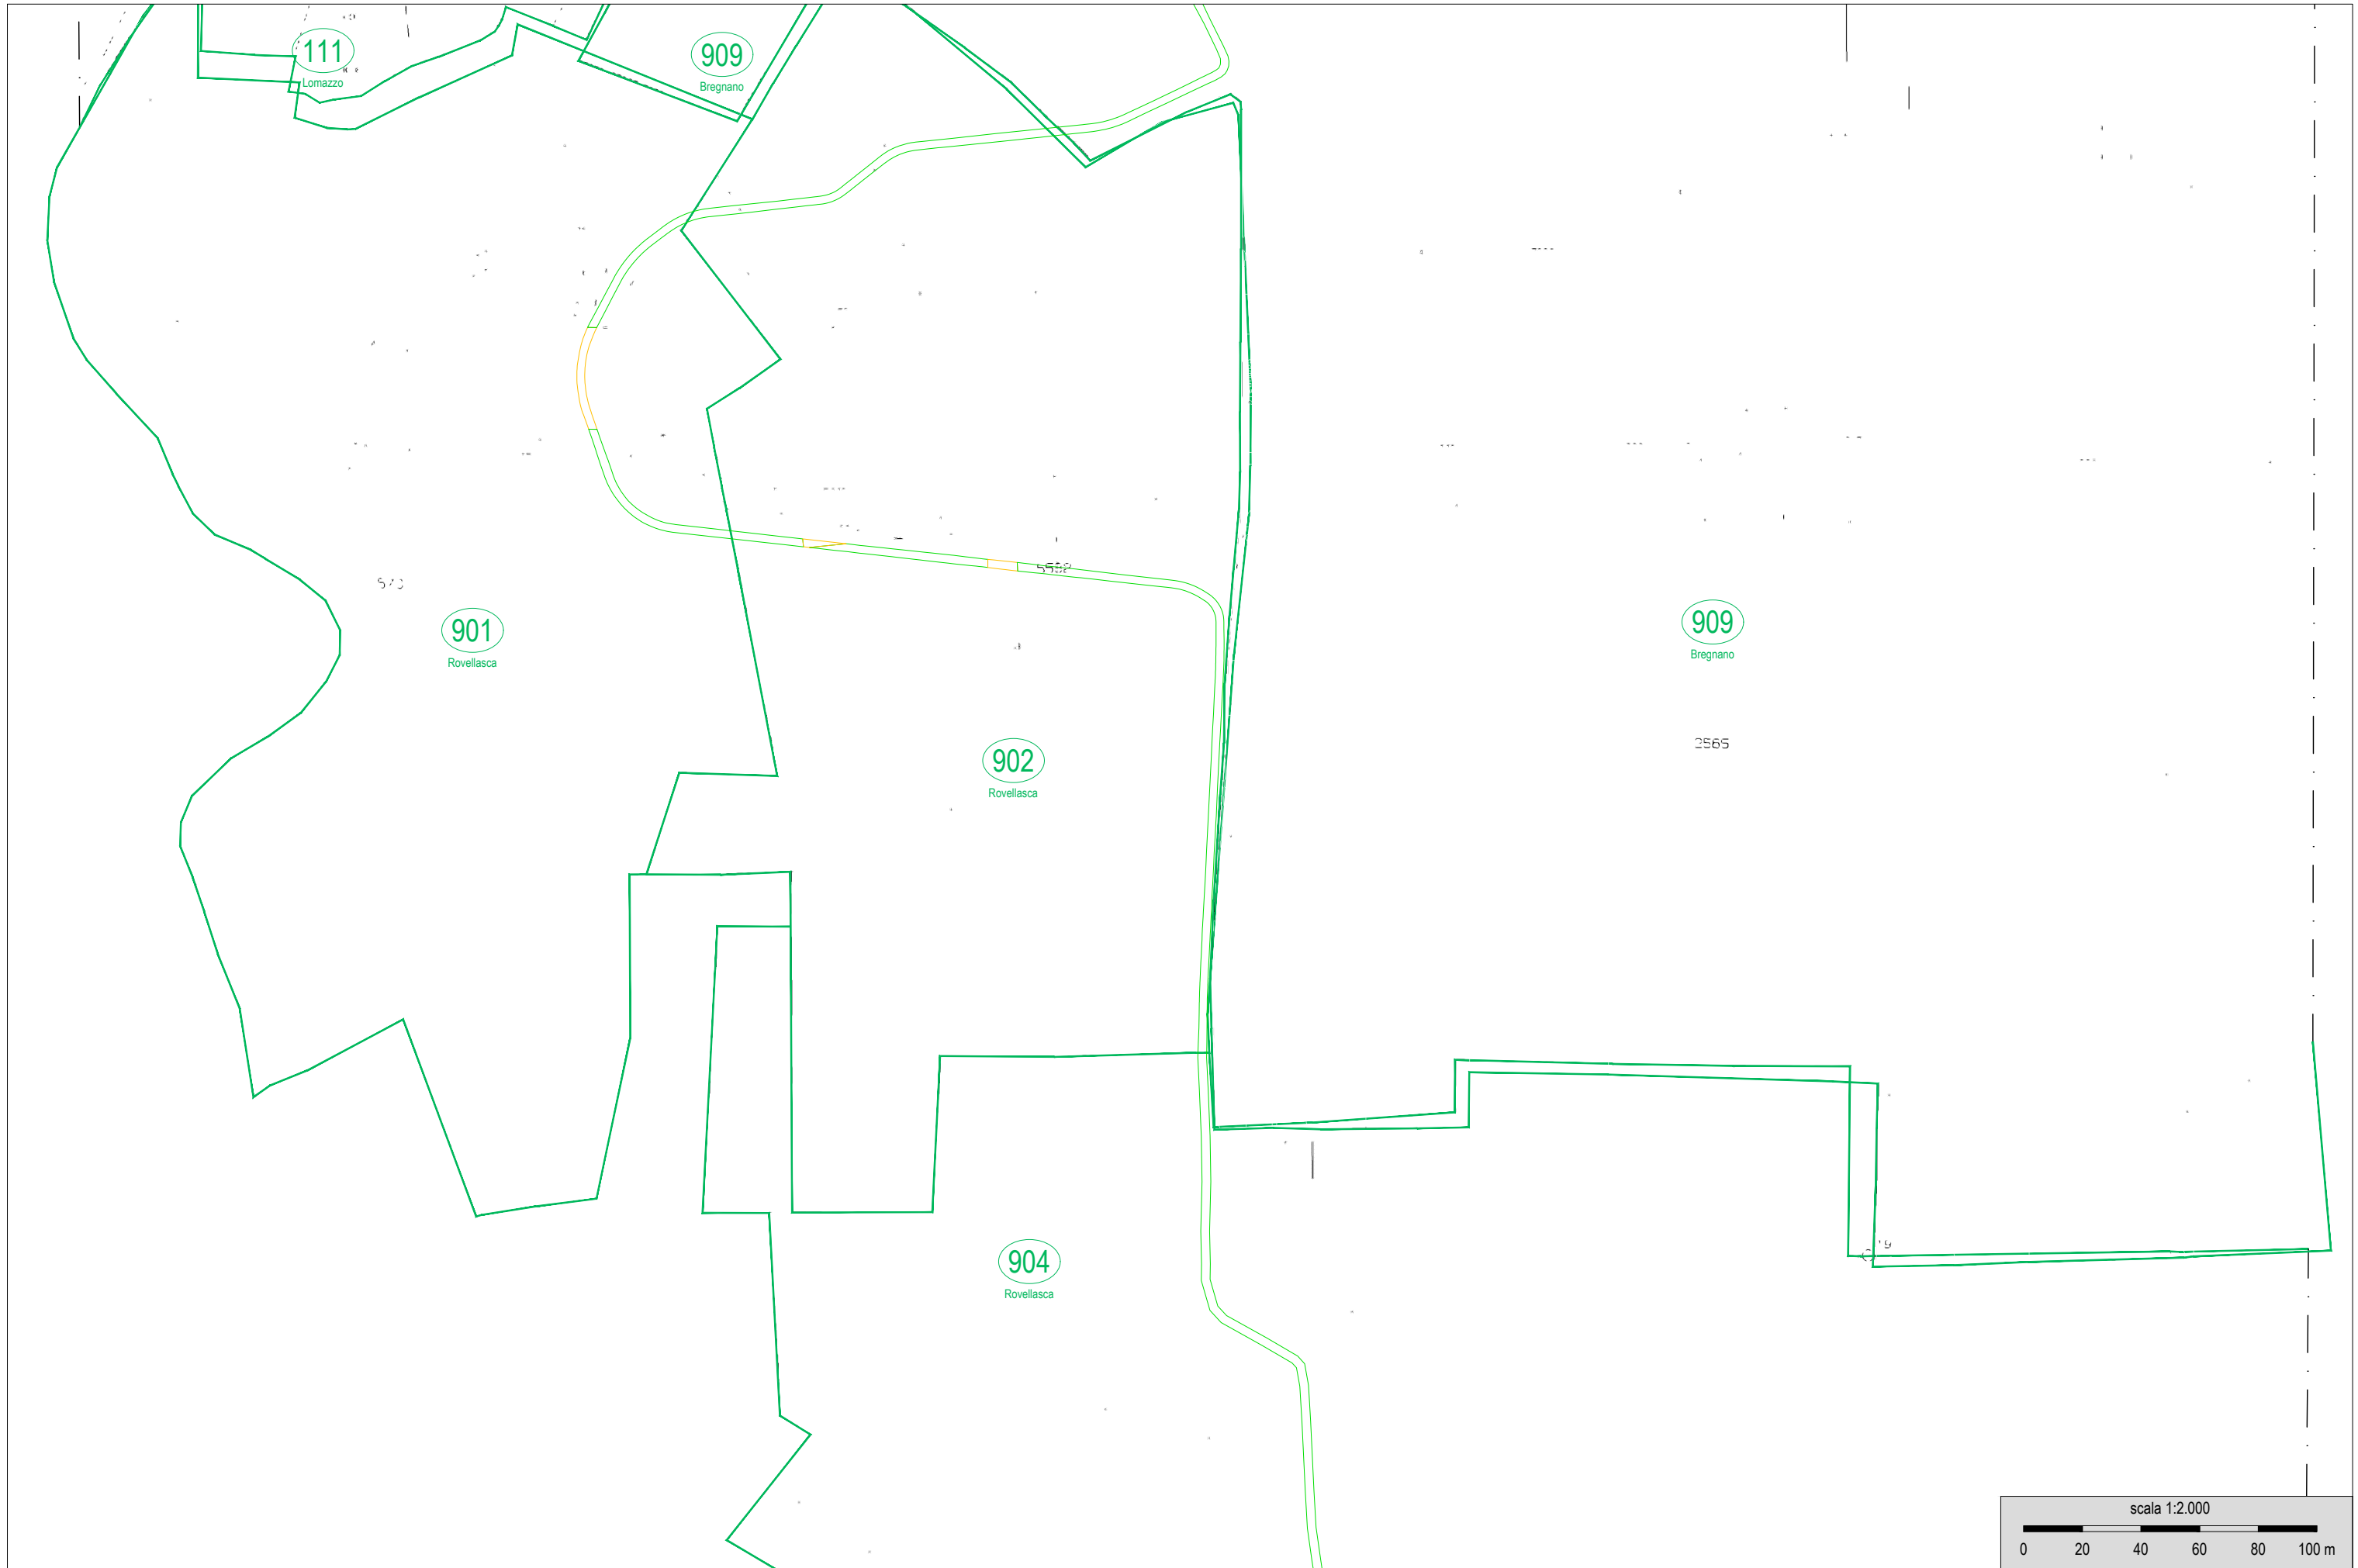 111
Lomazzo
909
Bregnano
5582
901
Rovellasca
909
Bregnano
902
Rovellasca
904
Rovellasca
scala 1:2.000
0 20 40 60 80 100 m